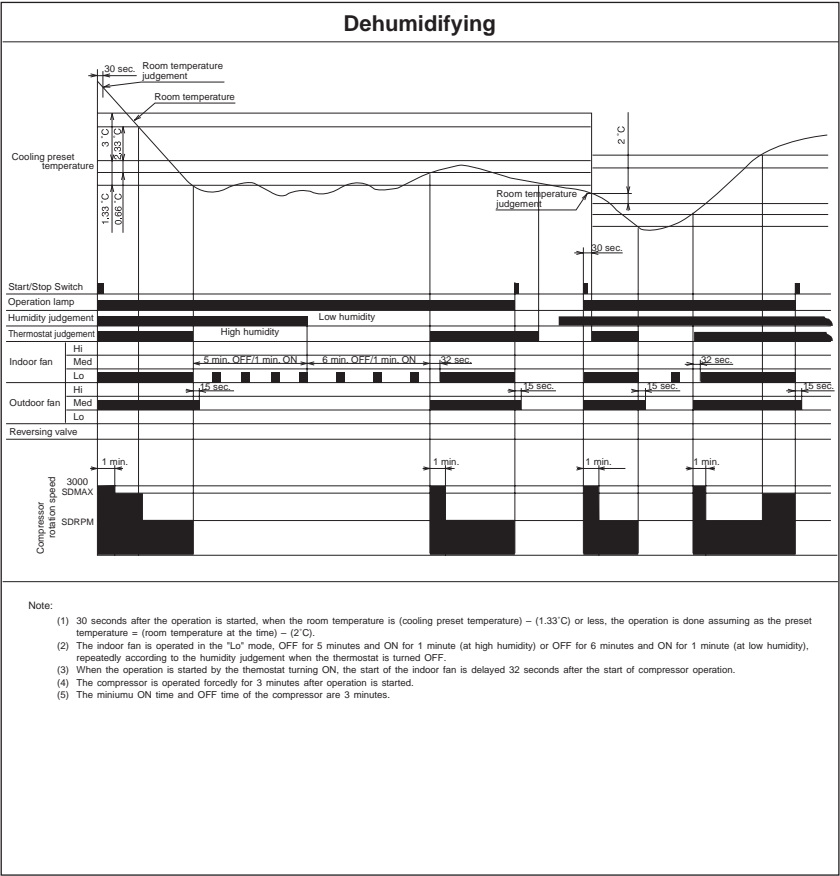 Dehumidifying
30 sec.
Room temperature
judgement
Room temperature
3 ˚C
2.33 ˚C
2 ˚C
Cooling preset
temperature
1.33 ˚C
0.66 ˚C
Room temperature
judgement
30 sec.
Start/Stop Switch
Operation lamp
Humidity judgement
Low humidity
Thermostat judgement
High humidity
Indoor fan
Hi
Med
Lo
5 min. OFF/1 min. ON
6 min. OFF/1 min. ON
32 sec.
32 sec.
Outdoor fan
Hi
Med
Lo
15 sec.
15 sec.
15 sec.
15 sec.
Reversing valve
1 min.
1 min.
1 min.
1 min.
Compressor
rotation speed
3000
SDMAX
SDRPM
Note:
(1) 30 seconds after the operation is started, when the room temperature is (cooling preset temperature) – (1.33˚C) or less, the operation is done assuming as the preset
temperature = (room temperature at the time) – (2˚C).
(2) The indoor fan is operated in the "Lo" mode, OFF for 5 minutes and ON for 1 minute (at high humidity) or OFF for 6 minutes and ON for 1 minute (at low humidity),
repeatedly according to the humidity judgement when the thermostat is turned OFF.
(3) When the operation is started by the themostat turning ON, the start of the indoor fan is delayed 32 seconds after the start of compressor operation.
(4) The compressor is operated forcedly for 3 minutes after operation is started.
(5) The miniumu ON time and OFF time of the compressor are 3 minutes.